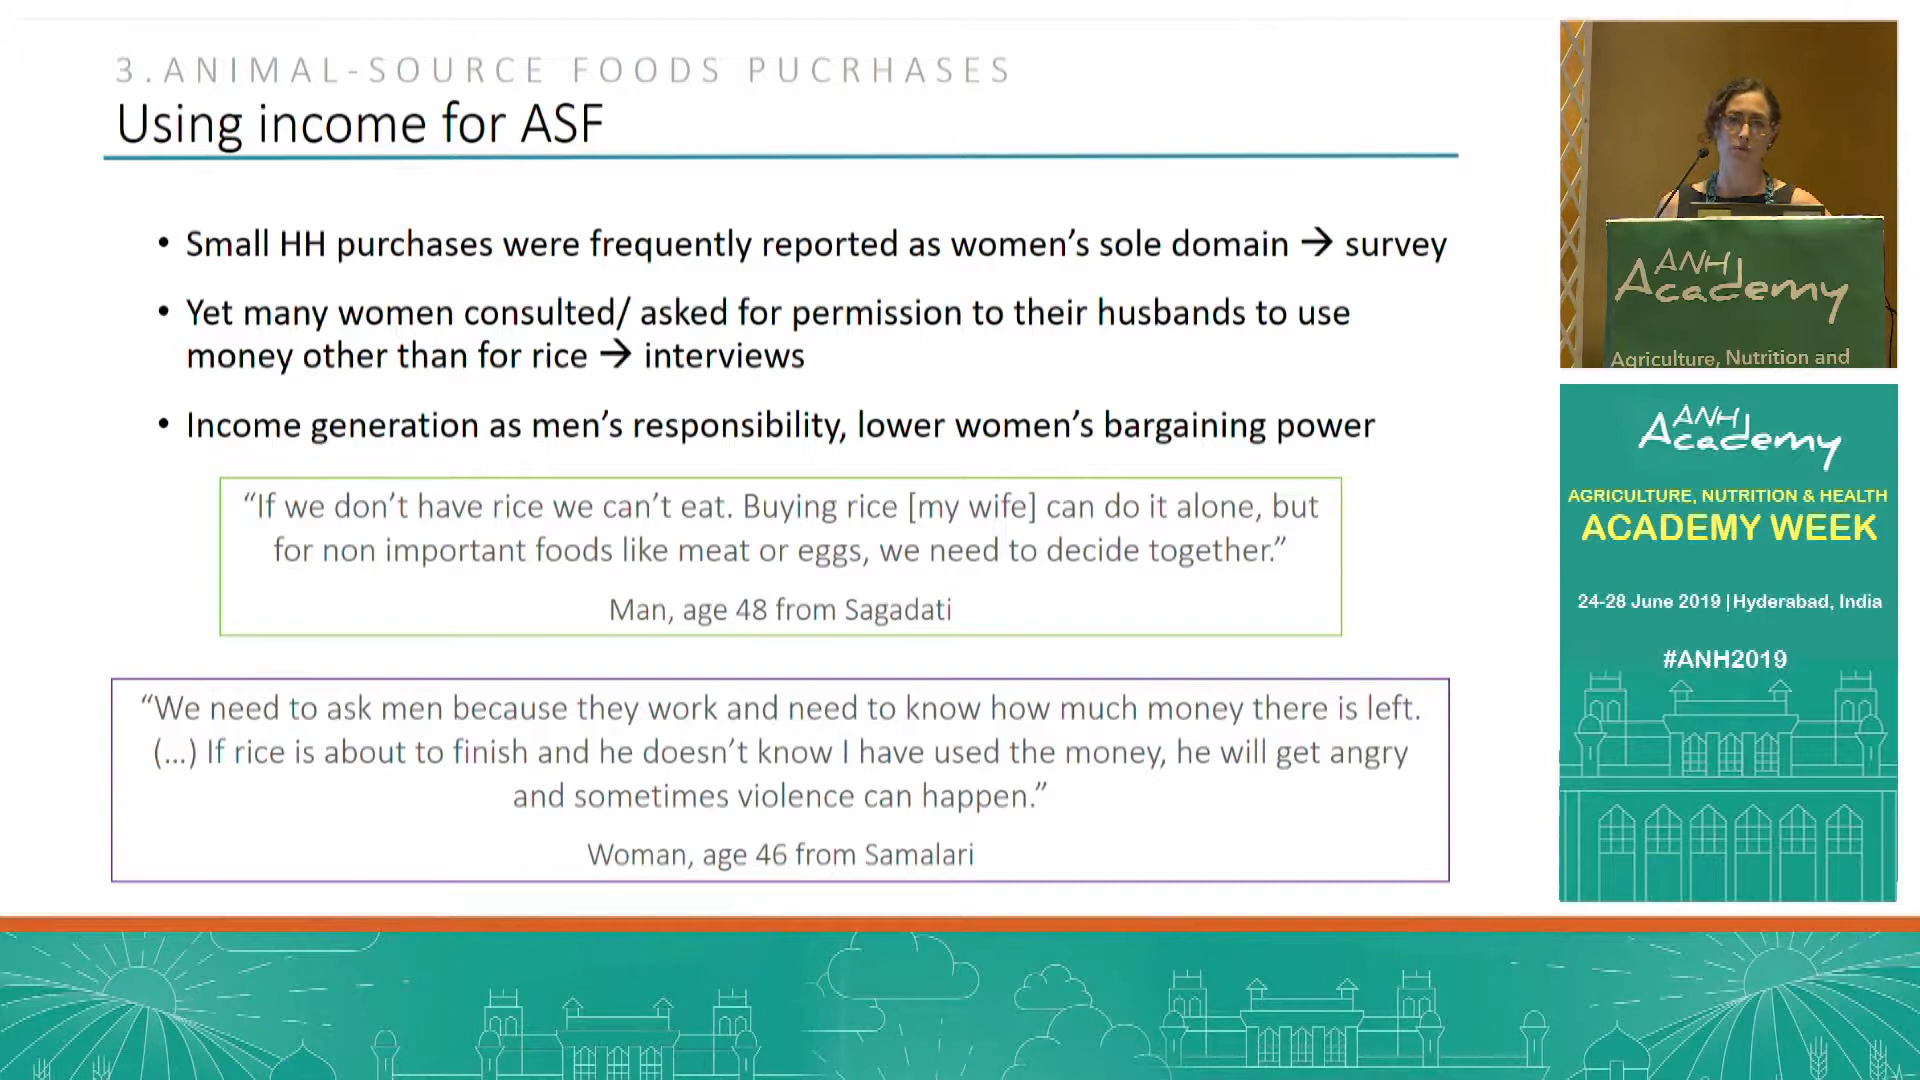 3.ANIMAL-SOURCE FOODS PUCRHASES
Using income for ASF
• Small HH purchases were frequently reported as women’s sole domain → survey
• Yet many women consulted/ asked for permission to their husbands to use
money other than for rice → interviews
• Income generation as men’s responsibility, lower women’s bargaining power
“If we don’t have rice we can’t eat. Buying rice [my wife] can do it alone, but
for non important foods like meat or eggs, we need to decide together.”
Man, age 48 from Sagadati
“We need to ask men because they work and need to know how much money there is left.
(...) If rice is about to finish and he doesn’t know I have used the money, he will get angry
and sometimes violence can happen.”
Woman, age 46 from Samalari
ANH
Academy
Agriculture, Nutrition and
ANH
Academy
AGRICULTURE, NUTRITION & HEALTH
ACADEMY WEEK
24-28 June 2019 | Hyderabad, India
#ANH2019